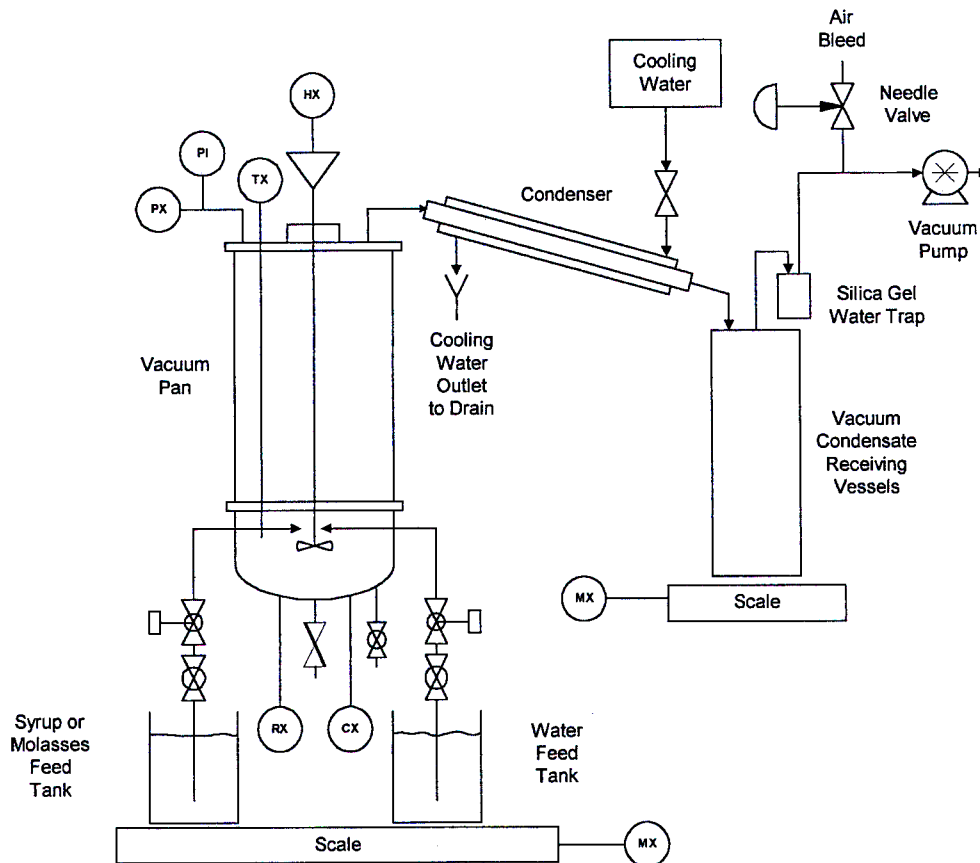 Air
Bleed
Cooling
Water
Needle
Valve
HX
PI
TX
PX
Condenser
Vacuum
Pump
Silica Gel
Water Trap
Vacuum
Pan
Cooling
Water
Outlet
to Drain
Vacuum
Condensate
Receiving
Vessels
MX
Scale
RX
CX
Syrup or
Molasses
Feed
Tank
Water
Feed
Tank
Scale
MX